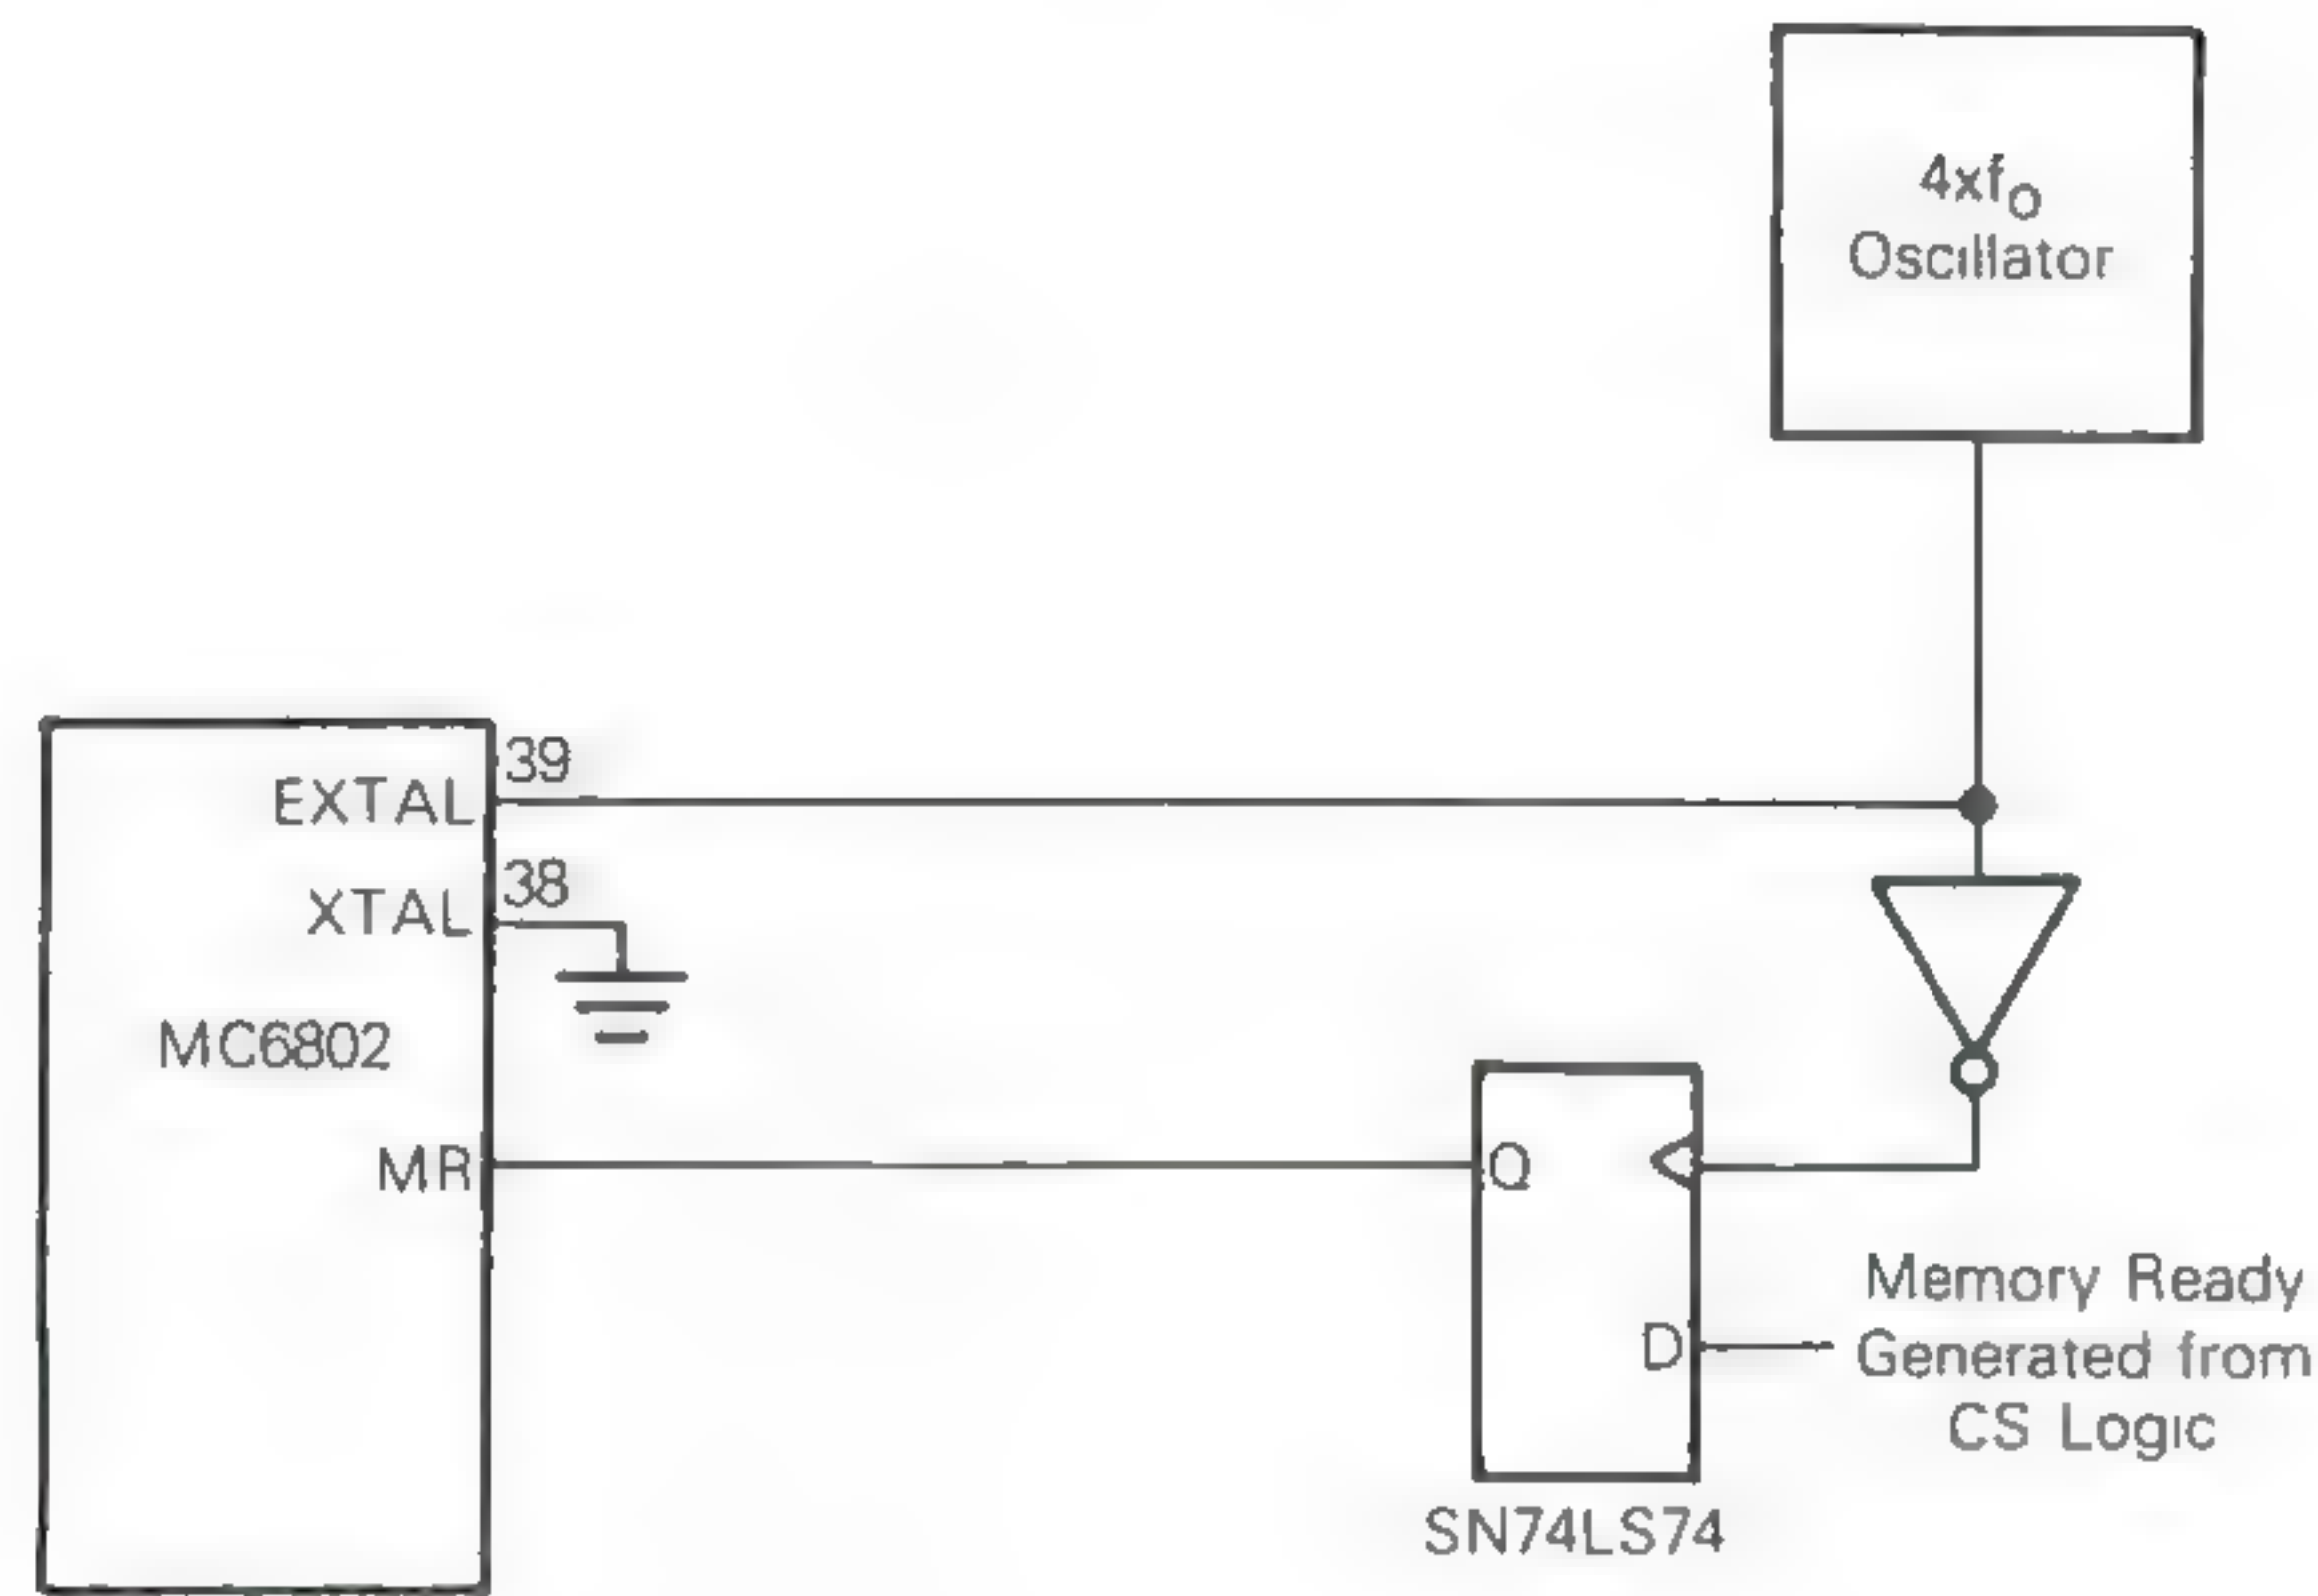 4xfO
Oscillator
39
EXTAL
38
XTAL
MC6802
MR
Q
D
Memory Ready
Generated from
CS Logic
SN74LS74